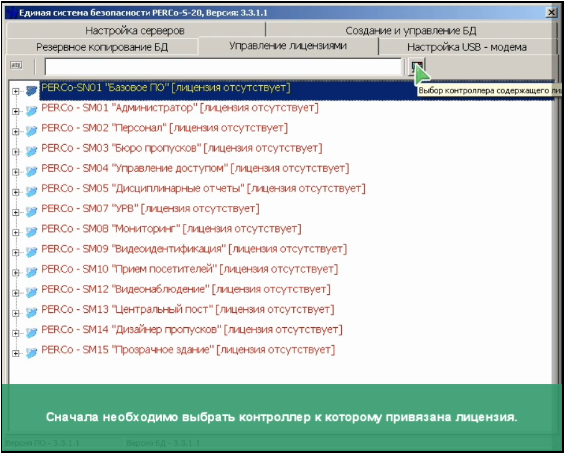 Единая система безопасности PERCo-S-20, Версия: 3.3.1.1
Настройка серверов
Создание и управление БД
Резервное копирование БД
Управление лицензиями
Настройка USB - модема
Выбор контроллера содержащего ли
PERCo-SN01 "Базовое ПО" [лицензия отсутствует]
PERCo - SM01 "Администратор" [лицензия отсутствует]
PERCo - SM02 "Персонал" [лицензия отсутствует]
PERCo - SM03 "Бюро пропусков" [лицензия отсутствует]
PERCo - SM04 "Управление доступом" [лицензия отсутствует]
PERCo - SM05 "Дисциплинарные отчеты" [лицензия отсутствует]
PERCo - SM07 "УРВ" [лицензия отсутствует]
PERCo - SM08 "Мониторинг" [лицензия отсутствует]
PERCo - SM09 "Видеоидентификация" [лицензия отсутствует]
PERCo - SM10 "Прием посетителей" [лицензия отсутствует]
PERCo - SM12 "Видеонаблюдение" [лицензия отсутствует]
PERCo - SM13 "Центральный пост" [лицензия отсутствует]
PERCo - SM14 "Дизайнер пропусков" [лицензия отсутствует]
PERCo - SM15 "Прозрачное здание" [лицензия отсутствует]
Сначала необходимо выбрать контроллер к которому привязана лицензия.
Версия ПО - 3.3.1.1
Версия БД - 3.3.1.1